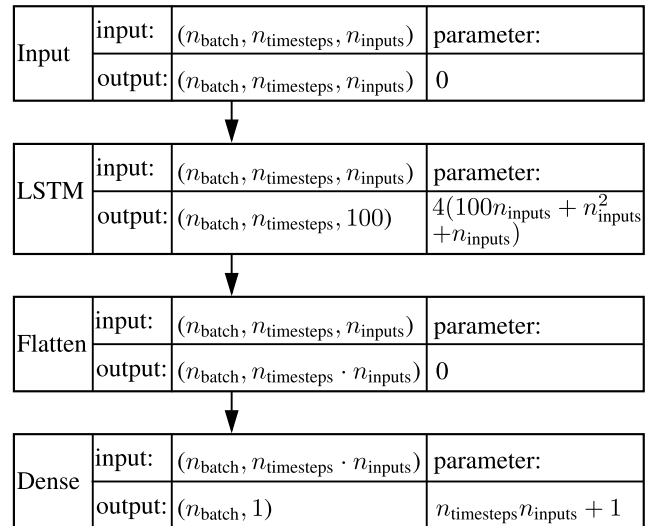 Input
input: (n_batch, n_timesteps, n_inputs) parameter:
output: (n_batch, n_timesteps, n_inputs) 0
LSTM
input: (n_batch, n_timesteps, n_inputs) parameter:
output: (n_batch, n_timesteps, 100) 4(100n_inputs + n²_inputs
+n_inputs)
Flatten
input: (n_batch, n_timesteps, n_inputs) parameter:
output: (n_batch, n_timesteps · n_inputs) 0
Dense
input: (n_batch, n_timesteps · n_inputs) parameter:
output: (n_batch, 1) n_timesteps n_inputs + 1